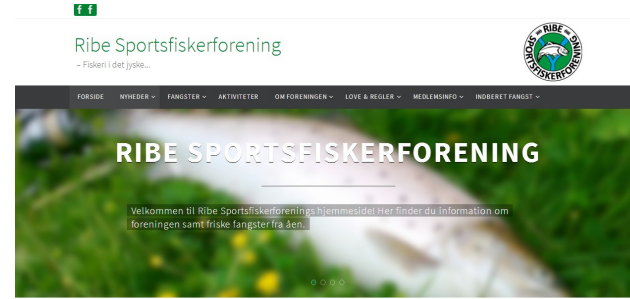 Ribe Sportsfiskerforening
– Fiskeri i det jyske...
RIBE
SPORTSFISKERFORENING
FORSIDE NYHEDER FANGSTER AKTIVITETER OM FORENINGEN LOVE & REGLER MEDLEMSINFO INDBERET FANGST
RIBE SPORTSFISKERFORENING
Velkommen til Ribe Sportsfiskerforenings hjemmeside! Her finder du information om
foreningen samt friske fangster fra åen.